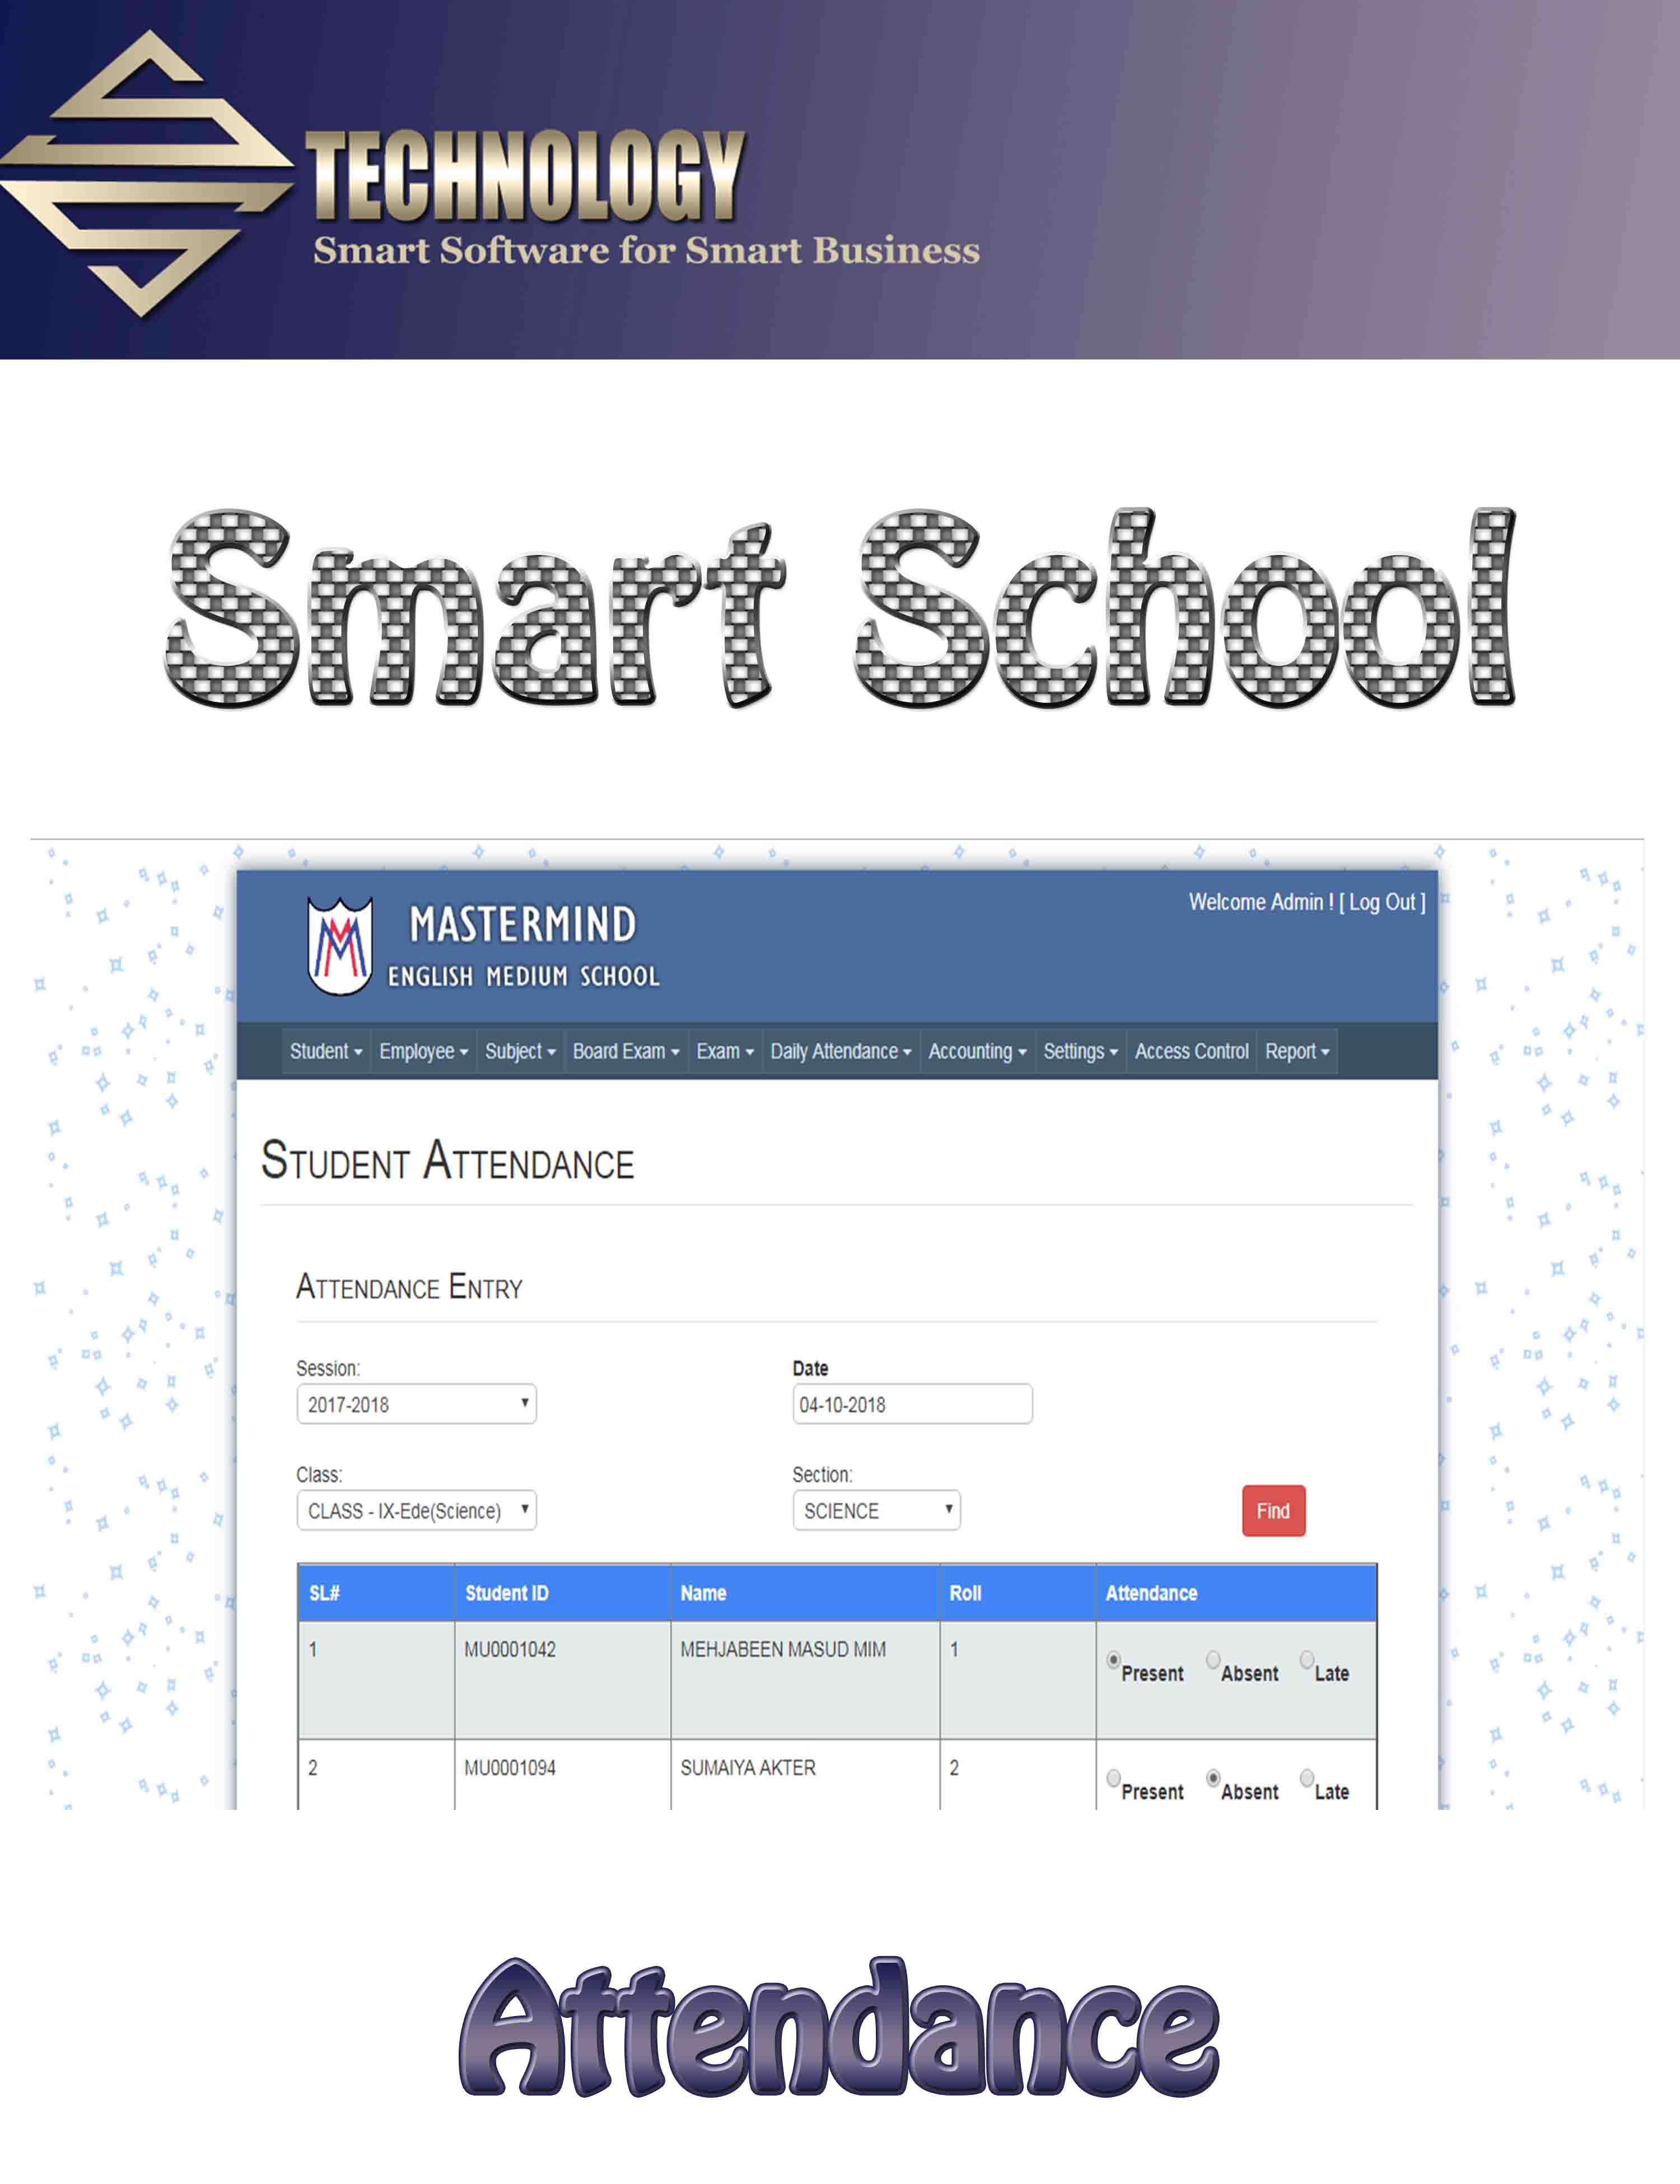 TECHNOLOGY
Smart Software for Smart Business
Smart School
Welcome Admin ! [ Log Out ]
MASTERMIND
ENGLISH MEDIUM SCHOOL
Student Employee Subject Board Exam Exam Daily Attendance Accounting Settings Access Control Report
STUDENT ATTENDANCE
ATTENDANCE ENTRY
Session: Date
2017-2018 04-10-2018
Class: Section:
CLASS - IX-Ede(Science) SCIENCE Find
SL# Student ID Name Roll Attendance
1 MU0001042 MEHJABEEN MASUD MIM 1 Present Absent Late
2 MU0001094 SUMAIYA AKTER 2 Present Absent Late
Attendance